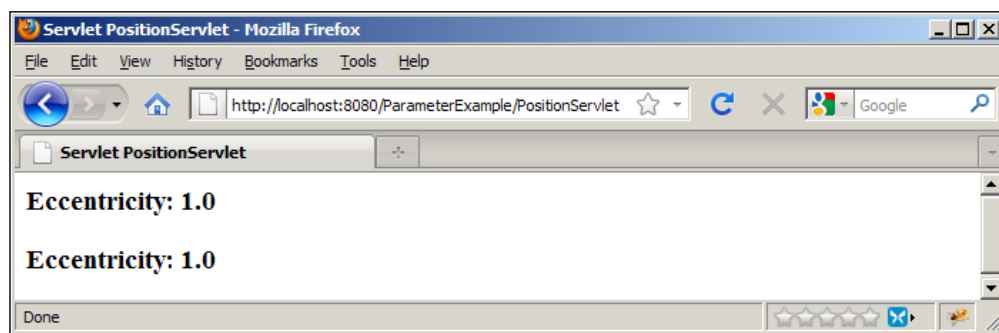 Servlet PositionServlet - Mozilla Firefox
File Edit View History Bookmarks Tools Help
http://localhost:8080/ParameterExample/PositionServlet Google
Servlet PositionServlet
Eccentricity: 1.0
Eccentricity: 1.0
Done